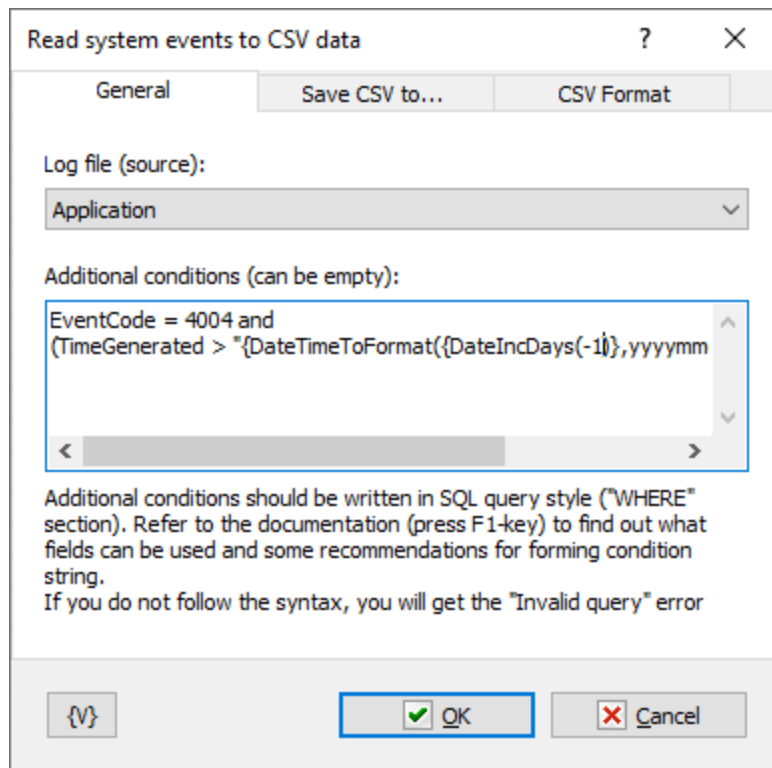 Read system events to CSV data
?
General
Save CSV to...
CSV Format
Log file (source):
Application
Additional conditions (can be empty):
EventCode = 4004 and
(TimeGenerated > "{DateTimeToFormat({DateIncDays(-1)},yyyymm
Additional conditions should be written in SQL query style ("WHERE"
section). Refer to the documentation (press F1-key) to find out what
fields can be used and some recommendations for forming condition
string.
If you do not follow the syntax, you will get the "Invalid query" error
{V}
OK
Cancel